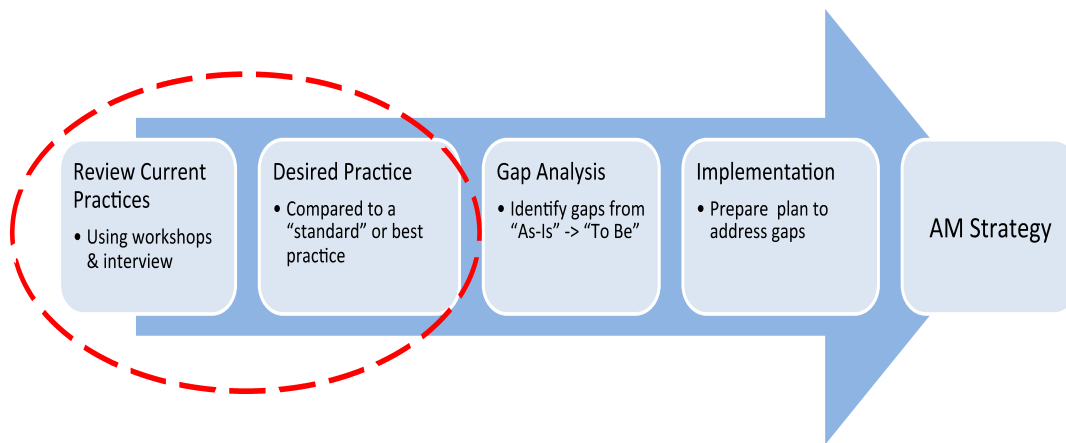 Review Current
Practices
• Using workshops
& interview
Desired Practice
• Compared to a
“standard” or best
practice
Gap Analysis
• Identify gaps from
“As-Is” -> “To Be”
Implementation
• Prepare plan to
address gaps
AM Strategy